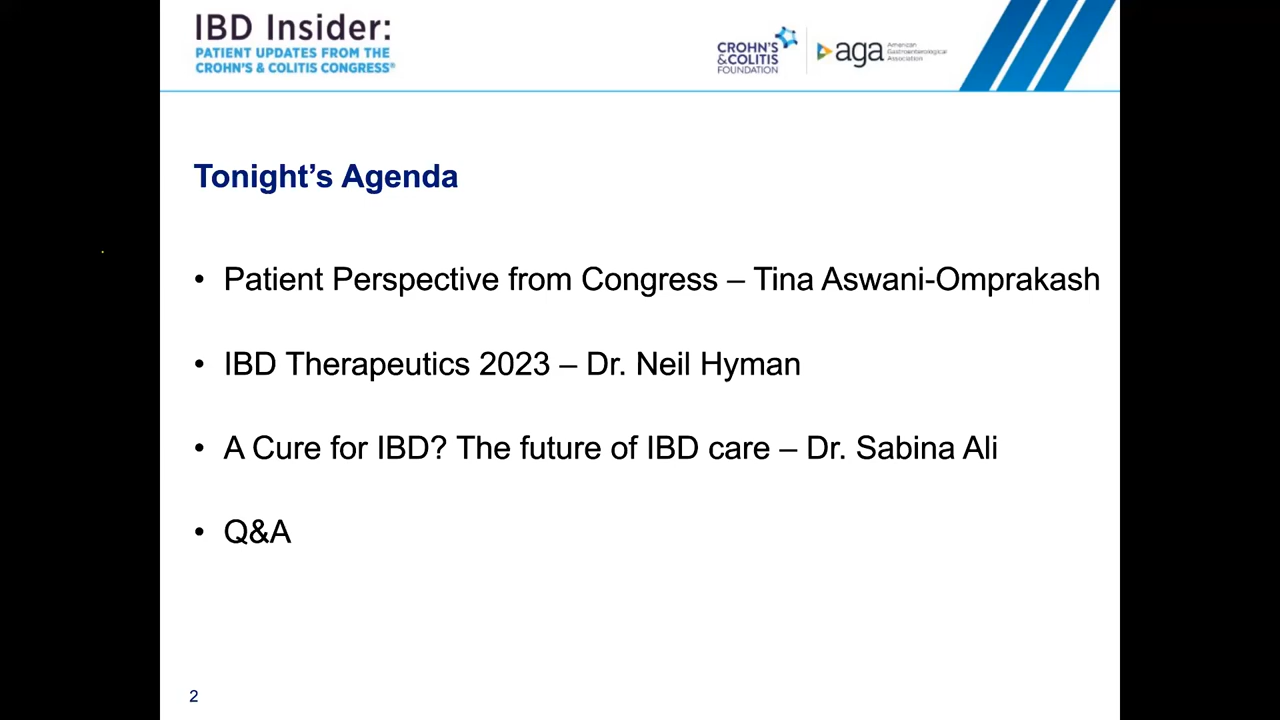 IBD Insider:
PATIENT UPDATES FROM THE
CROHN'S & COLITIS CONGRESS®
CROHN'S
& COLITIS
FOUNDATION
aga
American
Gastroenterological
Association
Tonight's Agenda
• Patient Perspective from Congress – Tina Aswani-Omprakash
• IBD Therapeutics 2023 – Dr. Neil Hyman
• A Cure for IBD? The future of IBD care – Dr. Sabina Ali
• Q&A
2